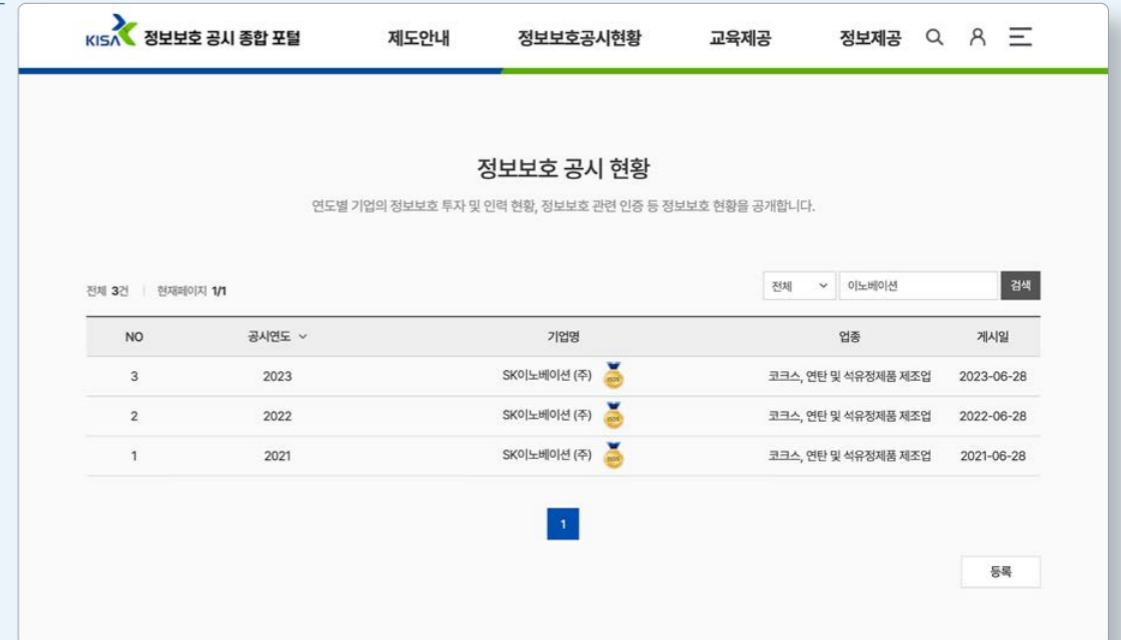 KISA 정보보호 공시 종합 포털 제도안내 정보보호공시현황 교육제공 정보제공
정보보호 공시 현황
연도별 기업의 정보보호 투자 및 인력 현황, 정보보호 관련 인증 등 정보보호 현황을 공개합니다.
전체 3건 현재페이지 1/1 전체 이노베이션 검색
NO 공시연도 기업명 업종 게시일
3 2023 SK이노베이션 (주) 코크스, 연탄 및 석유정제품 제조업 2023-06-28
2 2022 SK이노베이션 (주) 코크스, 연탄 및 석유정제품 제조업 2022-06-28
1 2021 SK이노베이션 (주) 코크스, 연탄 및 석유정제품 제조업 2021-06-28
1
등록